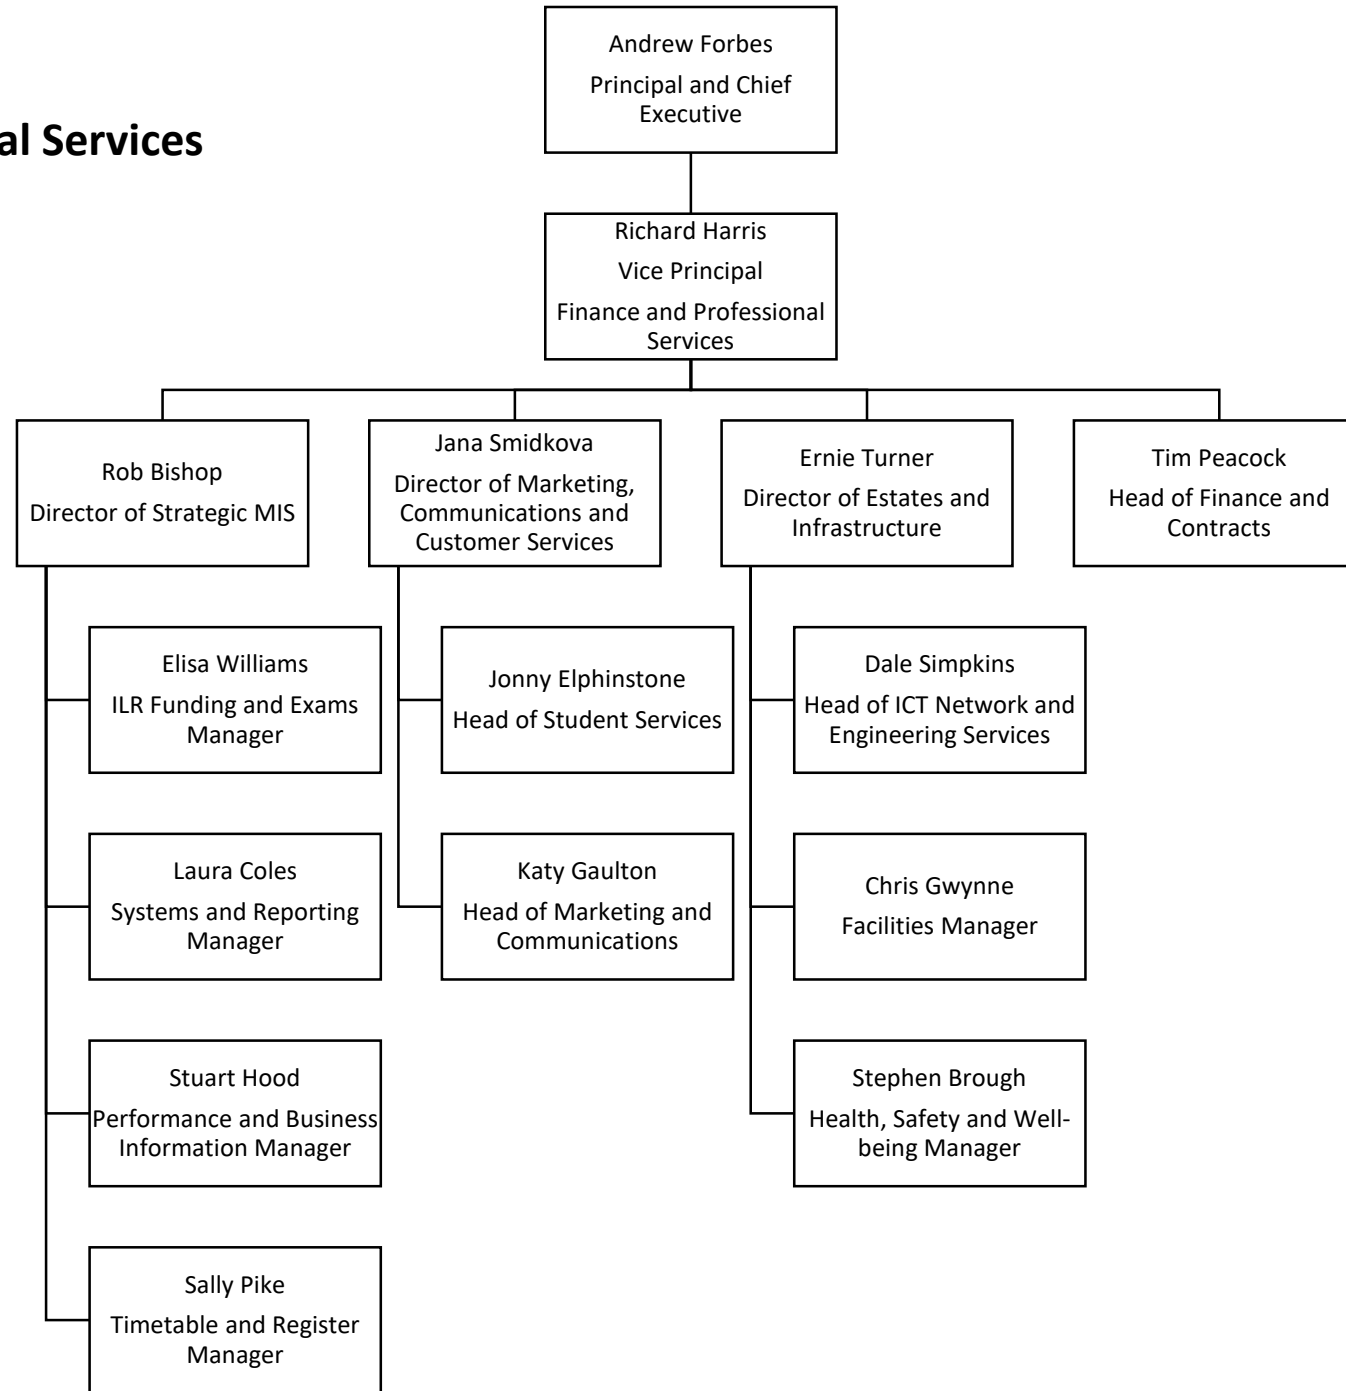 Andrew Forbes
Principal and Chief
Executive
al Services
Richard Harris
Vice Principal
Finance and Professional
Services
Rob Bishop
Director of Strategic MIS
Jana Smidkova
Director of Marketing,
Communications and
Customer Services
Ernie Turner
Director of Estates and
Infrastructure
Tim Peacock
Head of Finance and
Contracts
Elisa Williams
ILR Funding and Exams
Manager
Jonny Elphinstone
Head of Student Services
Dale Simpkins
Head of ICT Network and
Engineering Services
Laura Coles
Systems and Reporting
Manager
Katy Gaulton
Head of Marketing and
Communications
Chris Gwynne
Facilities Manager
Stuart Hood
Performance and Business
Information Manager
Stephen Brough
Health, Safety and Well-
being Manager
Sally Pike
Timetable and Register
Manager